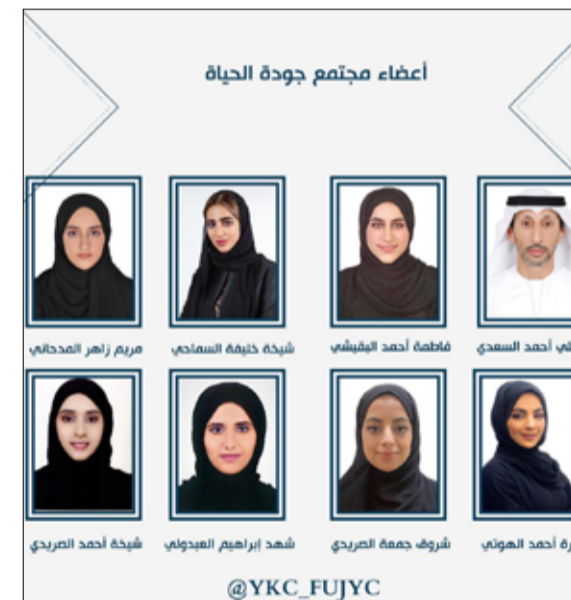 أعضاء مجتمع جودة الحياة
أحمد السعدي
فاطمة أحمد البقيشي
شيخة خليفة السماحي
مريم زاهر المدحاني
أحمد الهوتي
شروق جمعة الصريدي
شهد إبراهيم العبدولي
شيخة أحمد الصريدي
@YKC_FUJYC